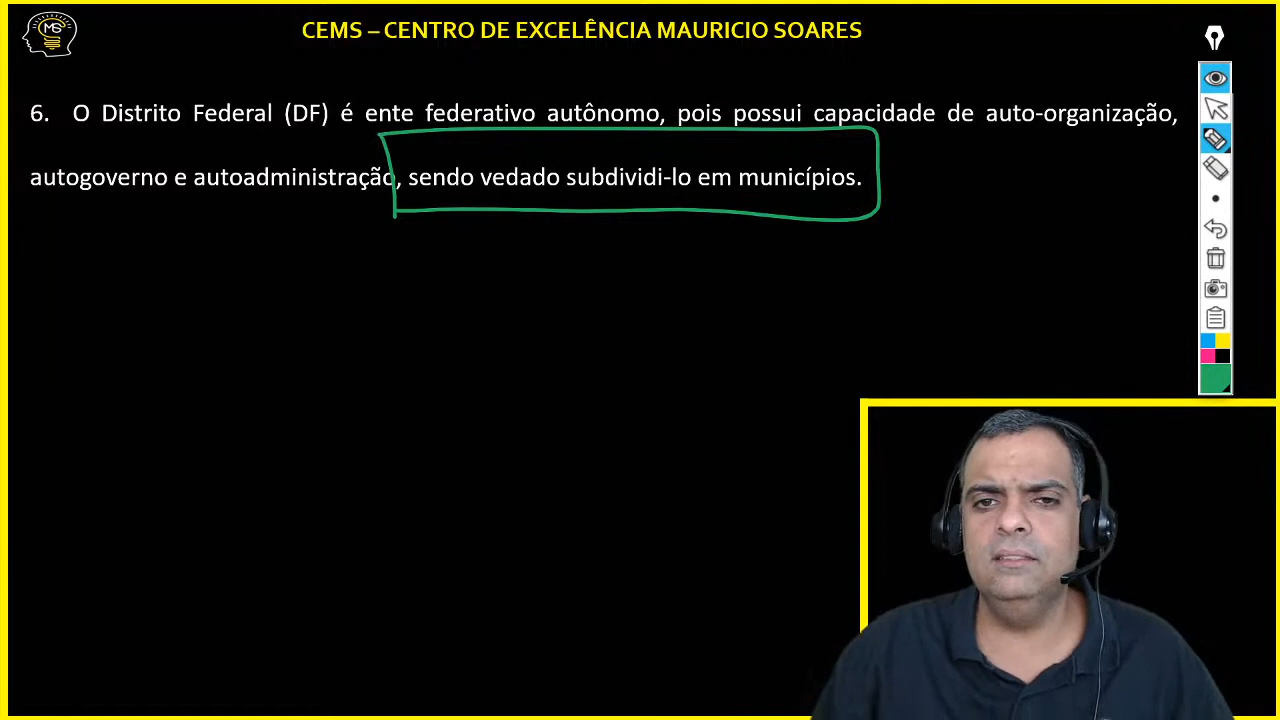 MS
CEMS – CENTRO DE EXCELÊNCIA MAURICIO SOARES
6. O Distrito Federal (DF) é ente federativo autônomo, pois possui capacidade de auto-organização,
autogoverno e autoadministração, sendo vedado subdividi-lo em municípios.